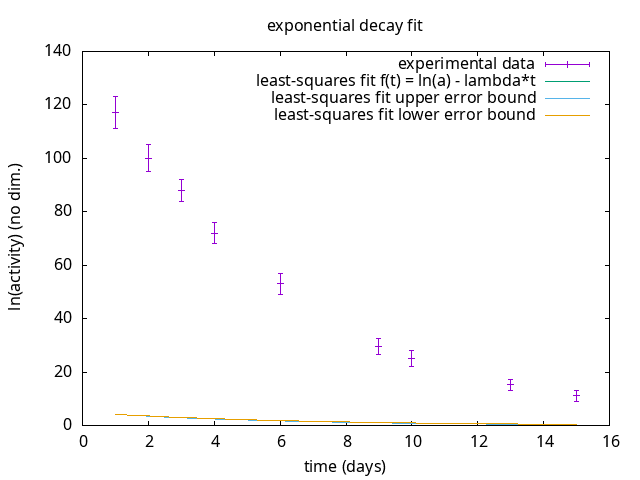 exponential decay fit
140
120
100
80
60
40
20
0
ln(activity) (no dim.)
experimental data
least-squares fit f(t) = ln(a) - lambda*t
least-squares fit upper error bound
least-squares fit lower error bound
0 2 4 6 8 10 12 14 16
time (days)